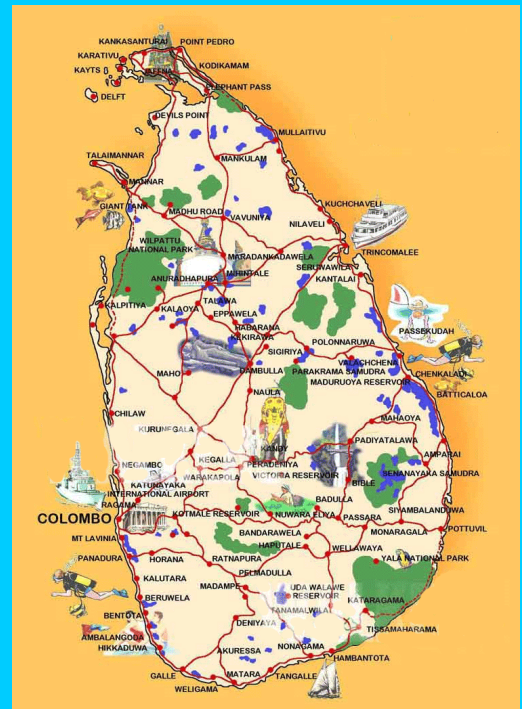 KANKASANTURAI
POINT PEDRO
KARATIVU
KAYTS
KODIKAMAM
ELEPHANT PASS
DELFT
DEVILS POINT
MULLAITIVU
TALAIMANNAR
MANKULAM
MANNAR
GIANT TANK
MADHU ROAD
VAVUNIYA
KUCHCHAVELI
NILAVELI
WILPATTU
NATIONAL PARK
MARADANKADAWELA
TRINCOMALEE
SERUWAWILA
KANTALAI
ANURADHAPURA
MIHINTALE
KALPITIYA
TALAWA
KALAOYA
EPPAWELA
HABARANA
KEKIRAWA
PASSEKUDAH
POLONNARUWA
SIGIRIYA
VALACHCHENA
MAHO
DAMBULLA
PARAKRAMA SAMUDRA
CHENKALADI
MADURUOYA RESERVOIR
NAULA
BATTICALOA
CHILAW
MAHAOYA
KURUNEGALA
PADIYATALAWA
KANDY
KEGALLA
AMPARAI
NEGAMBO
PERADENIYA
WARAKAPOLA
VICTORIA RESERVOIR
SENANAYAKA SAMUDRA
KATUNAYAKA
INTERNATIONAL AIRPORT
BIBLE
RAGAMA
BADULLA
COLOMBO
KOTMALE RESERVOIR
NUWARA ELIYA
PASSARA
SIYAMBALANDUWA
MT LAVINIA
BANDARAWELA
MONARAGALA
POTTUVIL
HAPUTALE
WELLAWAYA
PANADURA
HORANA
RATNAPURA
YALA NATIONAL PARK
KALUTARA
PELMADULLA
MADAMPE
UDA WALAWE
RESERVOIR
BERUWELA
KATARAGAMA
TANAMALWILA
BENTOTA
DENIYAYA
TISSAMAHARAMA
AMBALANGODA
HIKKADUWA
AKURESSA
NONAGAMA
HAMBANTOTA
GALLE
MATARA
TANGALLE
WELIGAMA